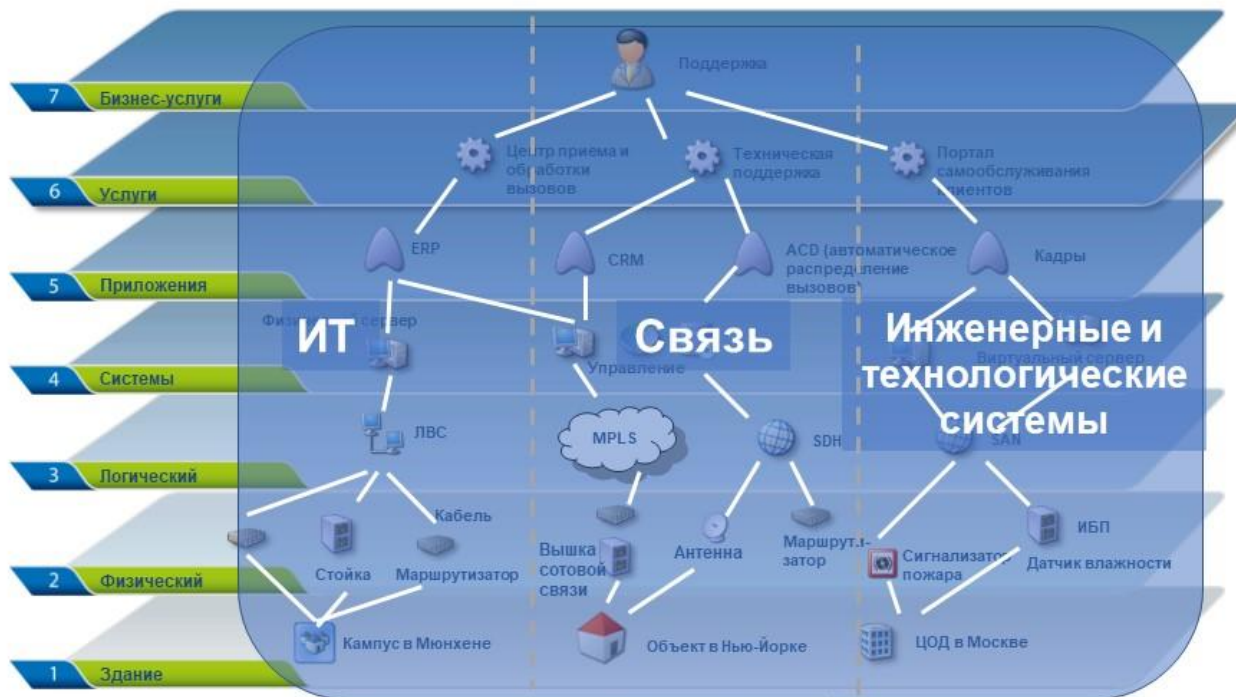 Поддержка
7 Бизнес-услуги
Центр приема и
обработки
вызовов
Техническая
поддержка
Портал
самообслуживания
клиентов
6 Услуги
ERP
CRM
ACD (автоматическое
распределение
вызовов)
Кадры
5 Приложения
ИТ
Связь
Инженерные и
технологические
системы
сервер
Управление
Виртуальный сервер
4 Системы
ЛВС
MPLS
SDH
SAN
3 Логический
Кабель
Стойка
Маршрутизатор
Вышка
сотовой
связи
Антенна
Маршрути-
затор
Сигнализатор
пожара
ИБП
Датчик влажности
2 Физический
Кампус в Мюнхене
Объект в Нью-Йорке
ЦОД в Москве
1 Здание